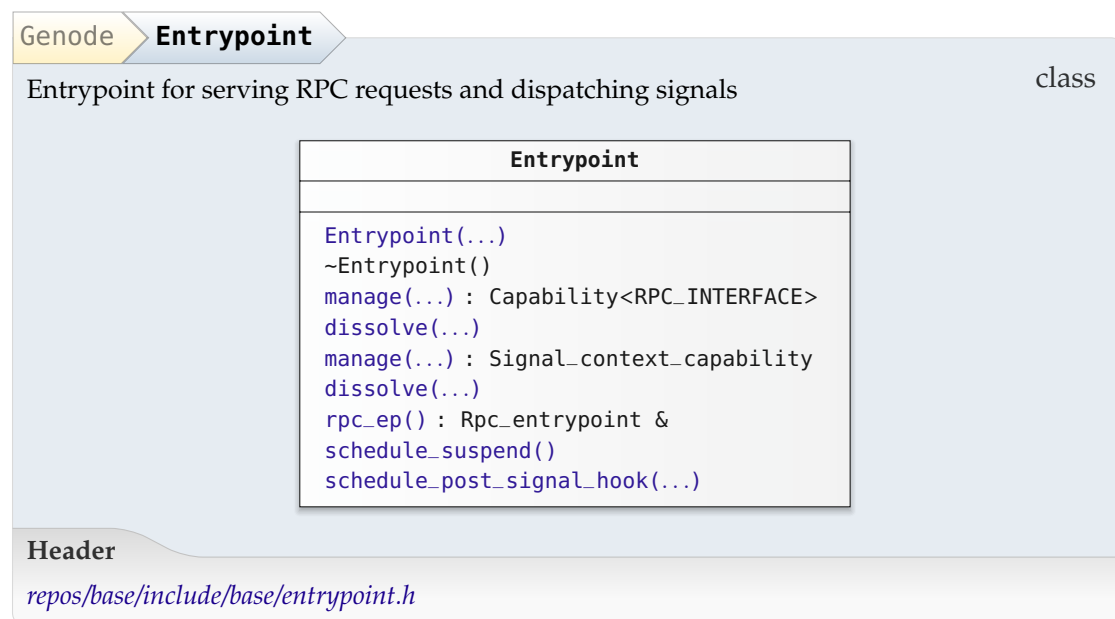 Genode Entrypoint
Entrypoint for serving RPC requests and dispatching signals
class
Entrypoint
Entrypoint(...)
~Entrypoint()
manage(...) : Capability<RPC_INTERFACE>
dissolve(...)
manage(...) : Signal_context_capability
dissolve(...)
rpc_ep() : Rpc_entrypoint &
schedule_suspend()
schedule_post_signal_hook(...)
Header
repos/base/include/base/entrypoint.h